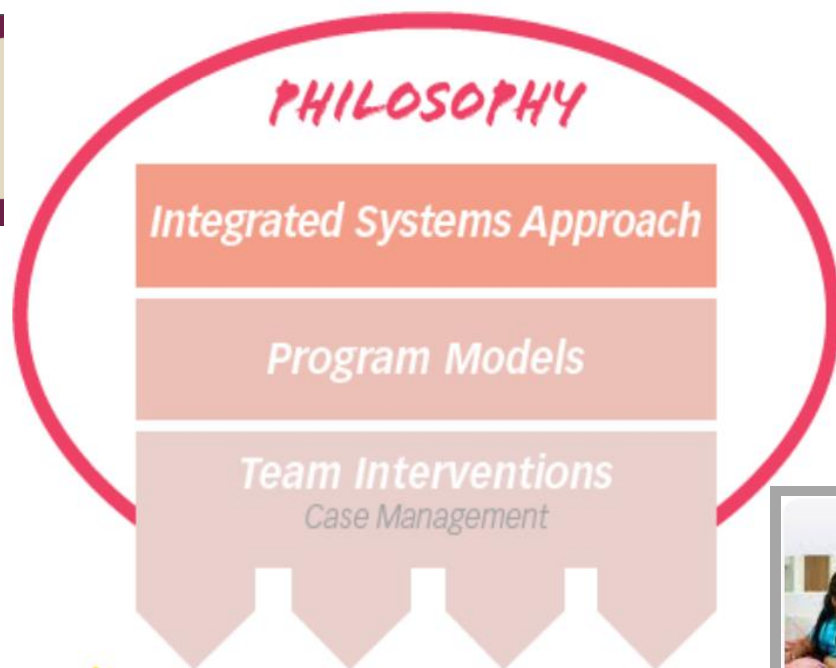 PHILOSOPHY
Integrated Systems Approach
Program Models
Team Interventions
Case Management